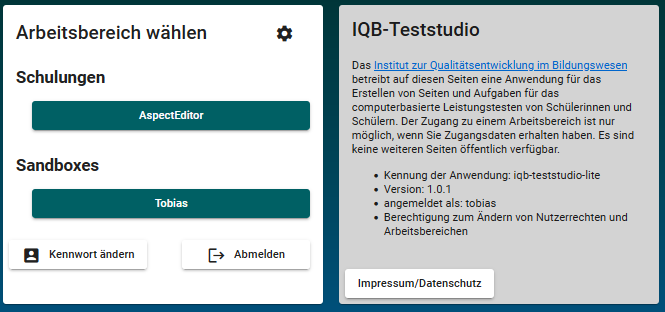 Arbeitsbereich wählen
Schulungen
AspectEditor
Sandboxes
Tobias
Kennwort ändern
Abmelden
IQB-Teststudio
Das Institut zur Qualitätsentwicklung im Bildungswesen
betreibt auf diesen Seiten eine Anwendung für das
Erstellen von Seiten und Aufgaben für das
computerbasierte Leistungstesten von Schülerinnen und
Schülern. Der Zugang zu einem Arbeitsbereich ist nur
möglich, wenn Sie Zugangsdaten erhalten haben. Es sind
keine weiteren Seiten öffentlich verfügbar.
• Kennung der Anwendung: iqb-teststudio-lite
• Version: 1.0.1
• angemeldet als: tobias
• Berechtigung zum Ändern von Nutzerrechten und
Arbeitsbereichen
Impressum/Datenschutz